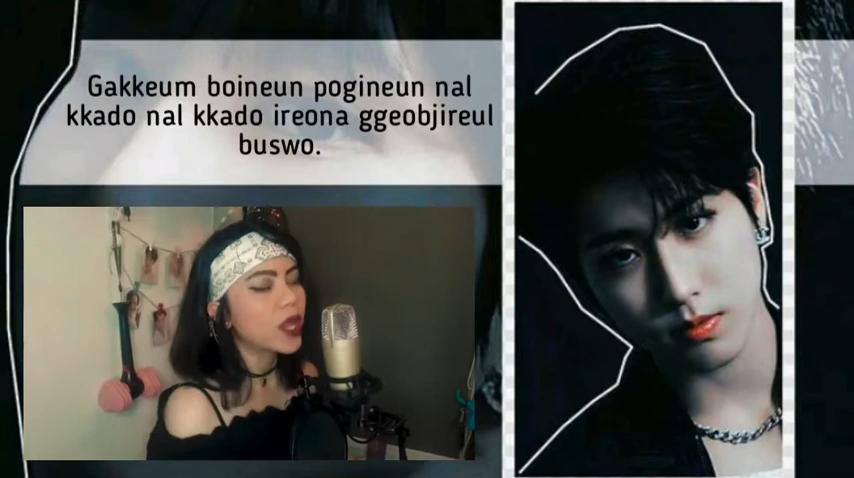 Gakkeum boineun pogineun nal
kkado nal kkado ireona ggeobjireul
buswo.